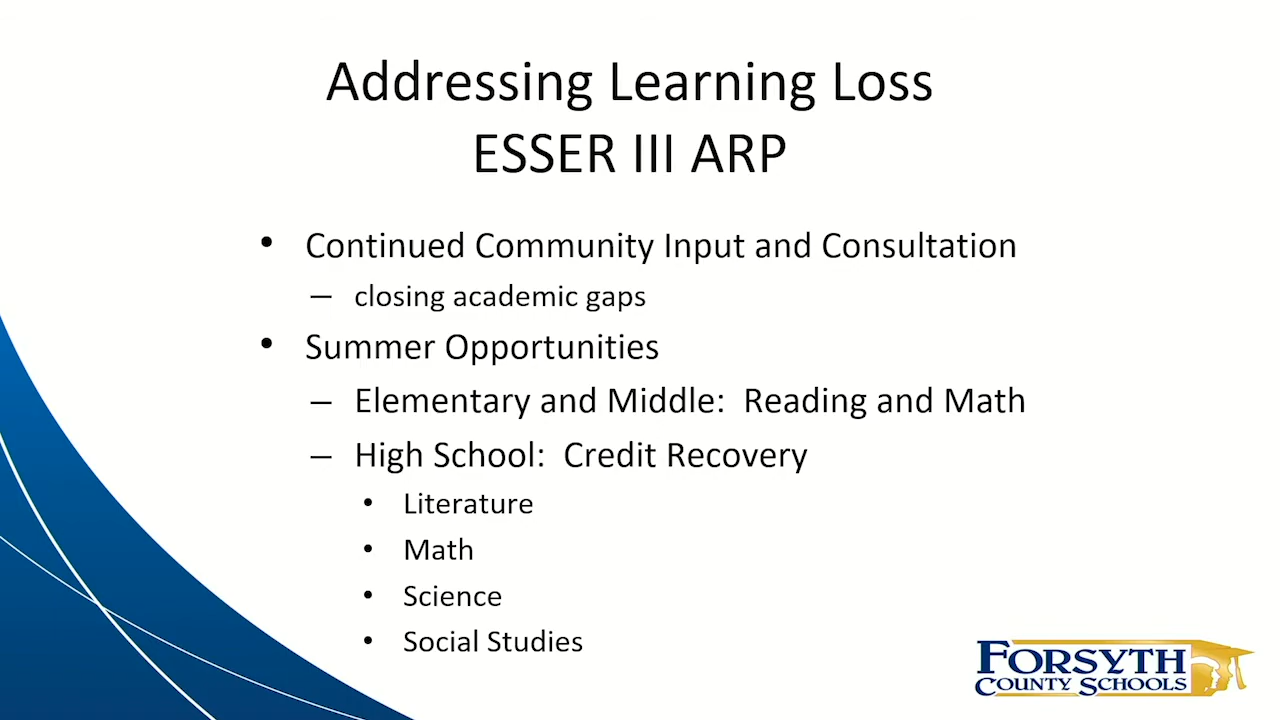 Addressing Learning Loss
ESSER III ARP
• Continued Community Input and Consultation
– closing academic gaps
• Summer Opportunities
– Elementary and Middle: Reading and Math
– High School: Credit Recovery
• Literature
• Math
• Science
• Social Studies
FORSYTH
COUNTY SCHOOLS